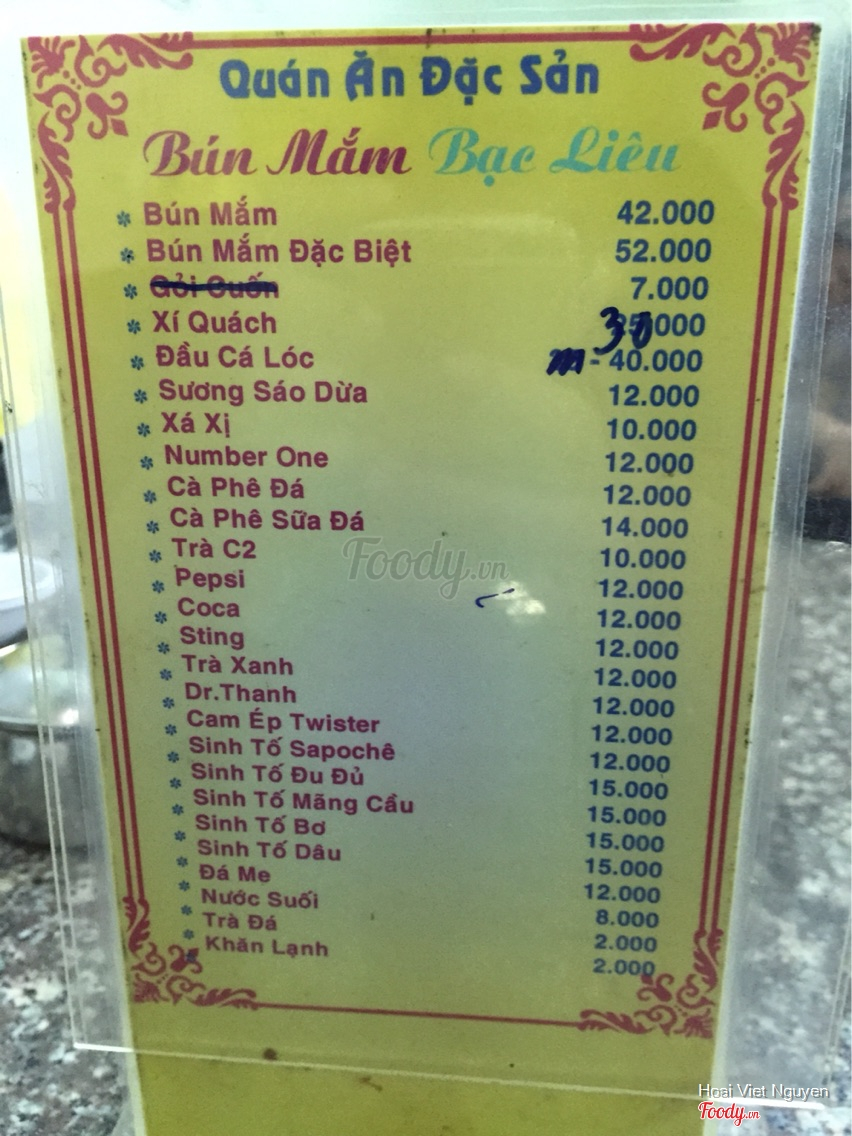 Quán Ăn Đặc Sản
Bún Mắm Bạc Liêu
Bún Mắm 42.000
Bún Mắm Đặc Biệt 52.000
Gỏi Cuốn 7.000
Xí Quách 30.000
Đầu Cá Lóc - 40.000
Sương Sáo Dừa 12.000
Xá Xị 10.000
Number One 12.000
Cà Phê Đá 12.000
Cà Phê Sữa Đá 14.000
Trà C2 10.000
Pepsi 12.000
Coca 12.000
Sting 12.000
Trà Xanh 12.000
Dr.Thanh 12.000
Cam Ép Twister 12.000
Sinh Tố Sapochê 12.000
Sinh Tố Đu Đủ 15.000
Sinh Tố Mãng Cầu 15.000
Sinh Tố Bơ 15.000
Sinh Tố Dâu 15.000
Đá Me 12.000
Nước Suối 8.000
Trà Đá 2.000
Khăn Lạnh 2.000
Foody.vn
Hoai Viet Nguyen
Foody.vn